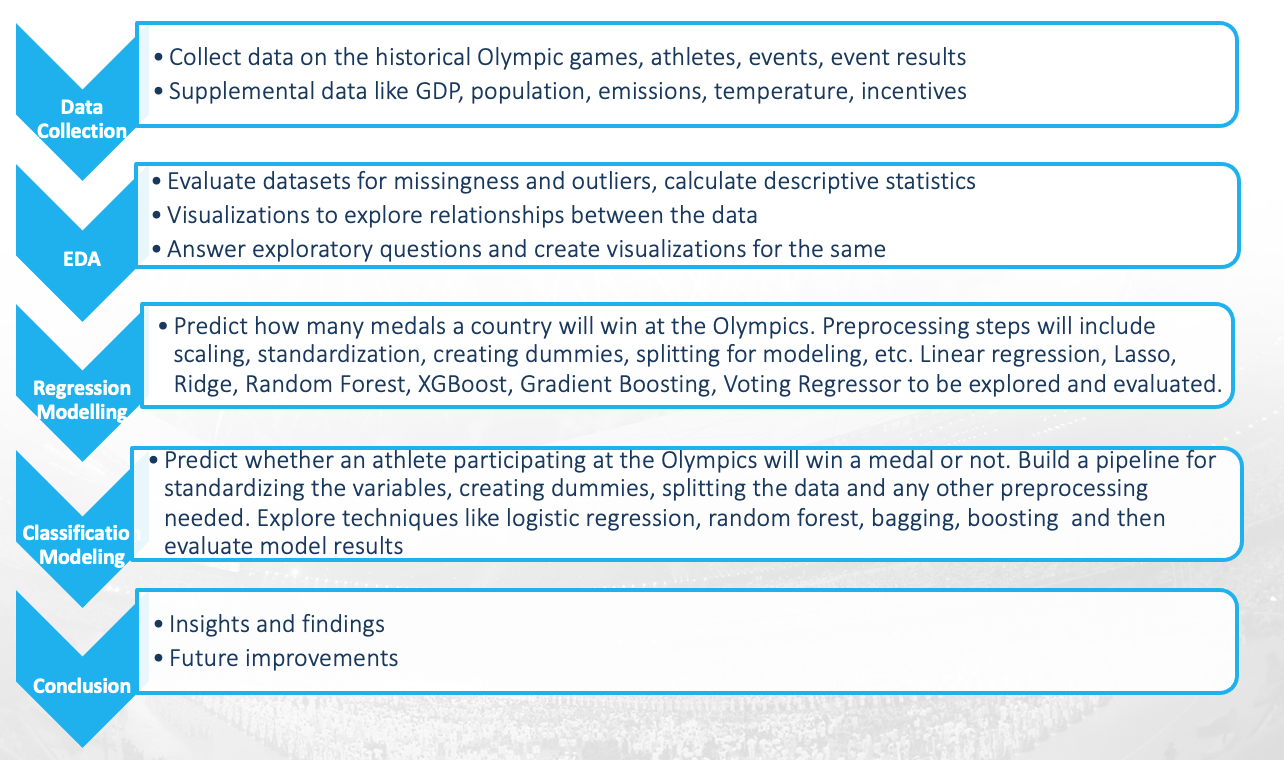 Data
Collection
• Collect data on the historical Olympic games, athletes, events, event results
• Supplemental data like GDP, population, emissions, temperature, incentives
EDA
• Evaluate datasets for missingness and outliers, calculate descriptive statistics
• Visualizations to explore relationships between the data
• Answer exploratory questions and create visualizations for the same
Regression
Modelling
• Predict how many medals a country will win at the Olympics. Preprocessing steps will include
scaling, standardization, creating dummies, splitting for modeling, etc. Linear regression, Lasso,
Ridge, Random Forest, XGBoost, Gradient Boosting, Voting Regressor to be explored and evaluated.
Classificatio
Modeling
• Predict whether an athlete participating at the Olympics will win a medal or not. Build a pipeline for
standardizing the variables, creating dummies, splitting the data and any other preprocessing
needed. Explore techniques like logistic regression, random forest, bagging, boosting  and then
evaluate model results
Conclusion
• Insights and findings
• Future improvements